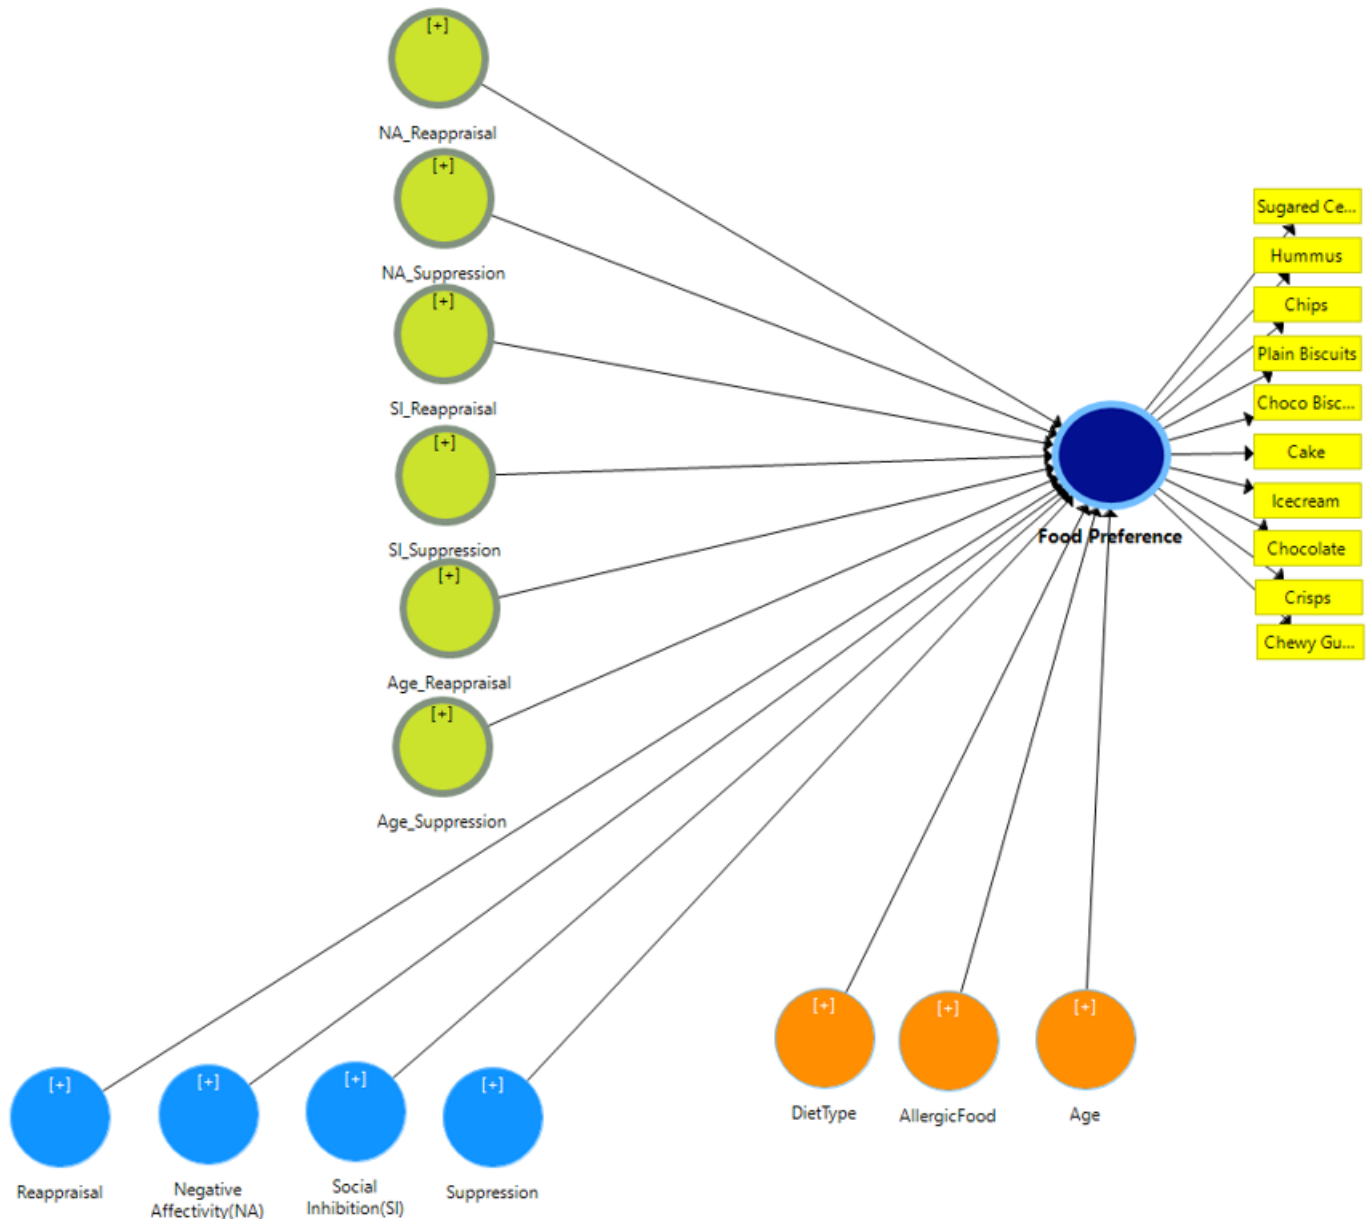 [+]
NA_Reappraisal
[+]
NA_Suppression
[+]
SI_Reappraisal
[+]
SI_Suppression
[+]
Age_Reappraisal
[+]
Age_Suppression
Food Preference
Sugared Ce...
Hummus
Chips
Plain Biscuits
Choco Bisc...
Cake
Icecream
Chocolate
Crisps
Chewy Gu...
[+]
Reappraisal
[+]
Negative
Affectivity(NA)
[+]
Social
Inhibition(SI)
[+]
Suppression
[+]
DietType
[+]
AllergicFood
[+]
Age